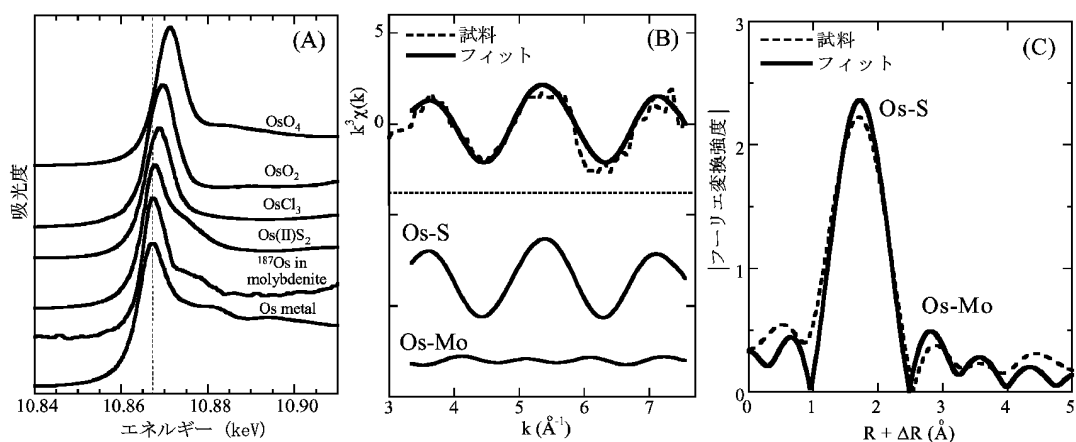 (A)
OsO4
OsO2
OsCl3
Os(II)S2
187Os in
molybdenite
Os metal
吸光度
10.84 10.86 10.88 10.90
エネルギー (keV)
(B)
試料
フィット
5
0
k3χ(k)
Os-S
Os-Mo
3 4 5 6 7
k (Å-1)
(C)
試料
フィット
3
2
1
0
|フーリエ変換強度|
Os-S
Os-Mo
0 1 2 3 4 5
R + ΔR (Å)